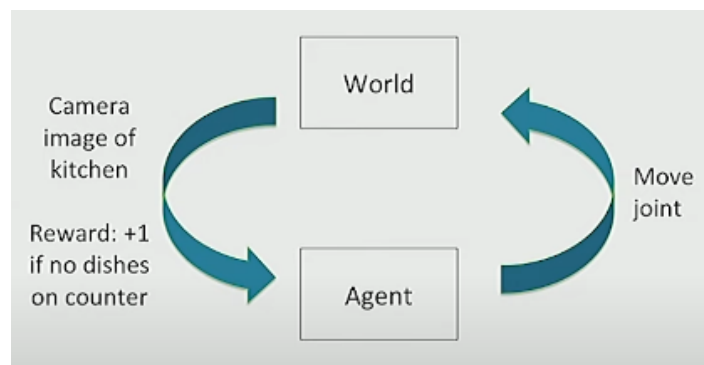 World
Camera
image of
kitchen
Reward: +1
if no dishes
on counter
Move
joint
Agent